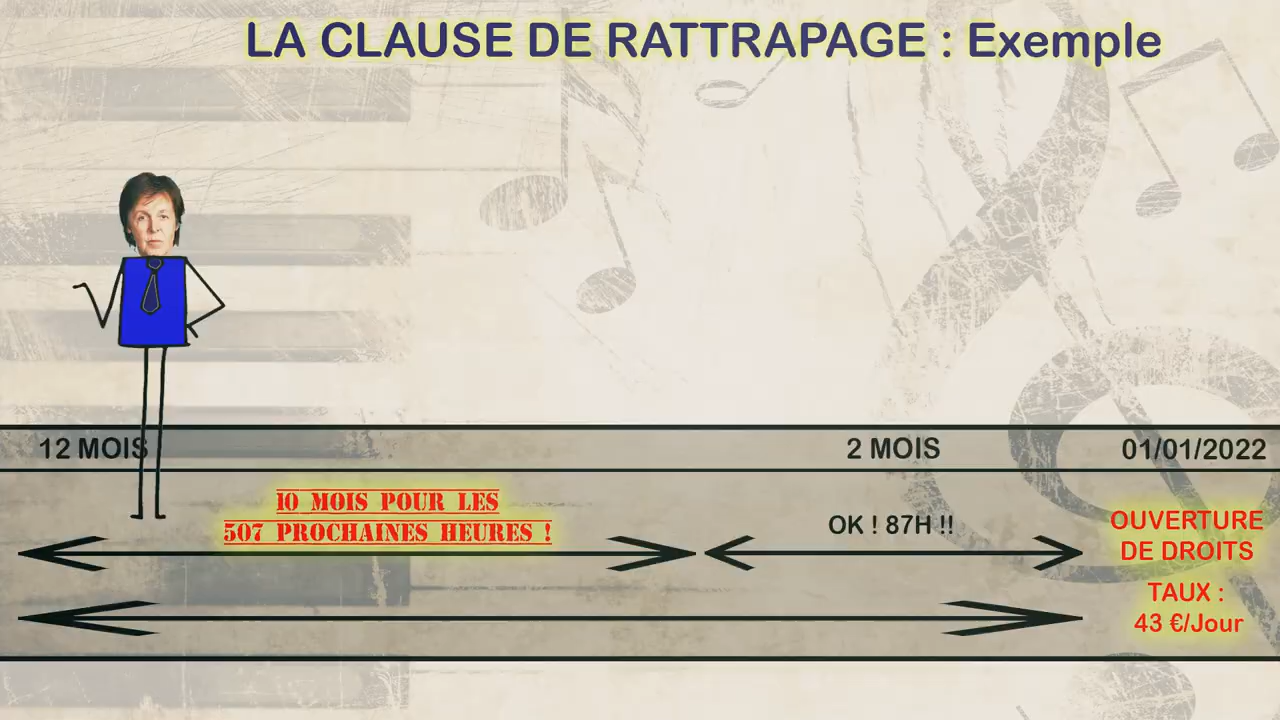 LA CLAUSE DE RATTRAPAGE : Exemple
12 MOIS
2 MOIS
01/01/2022
10 MOIS POUR LES
507 PROCHAINES HEURES !
OK ! 87H !!
OUVERTURE
DE DROITS
TAUX :
43 €/Jour